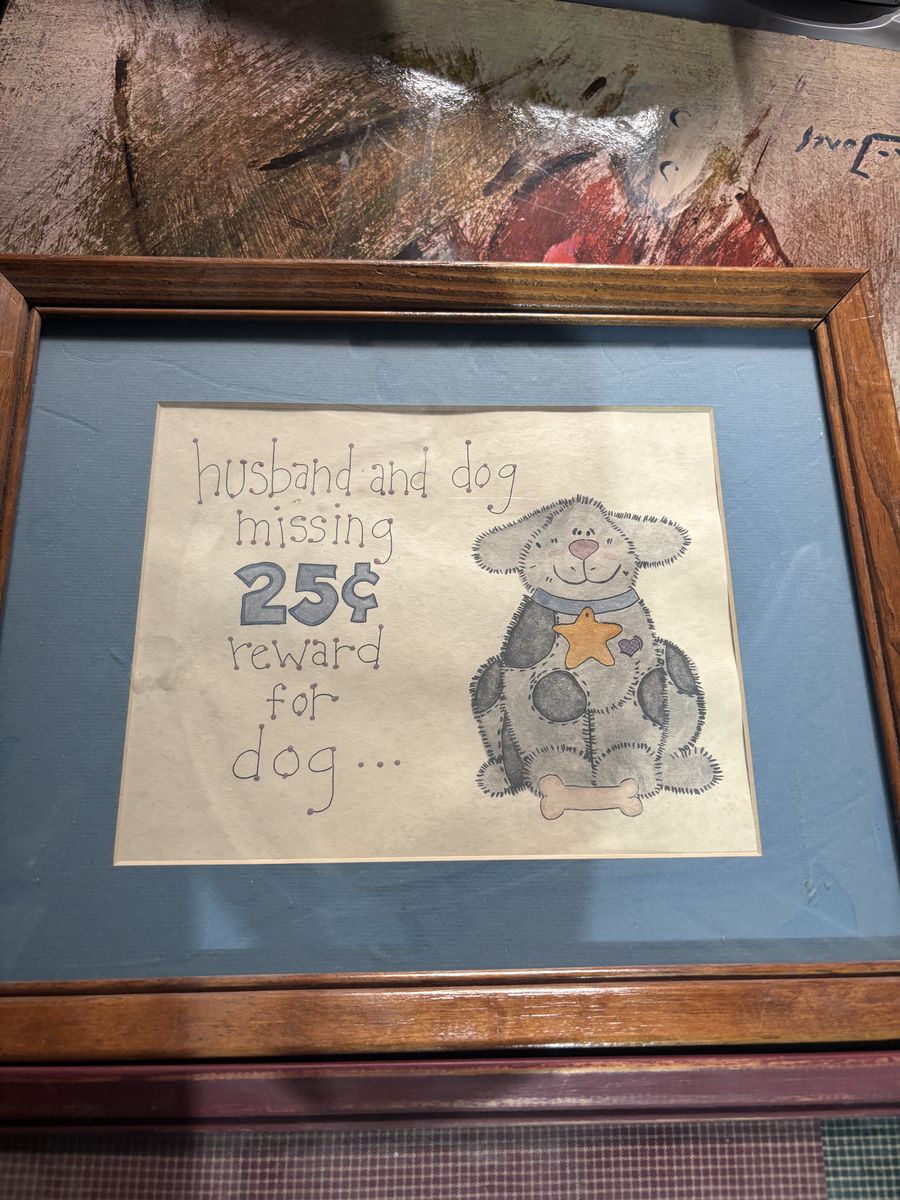 husband and dog
missing
25¢
reward
for
dog...